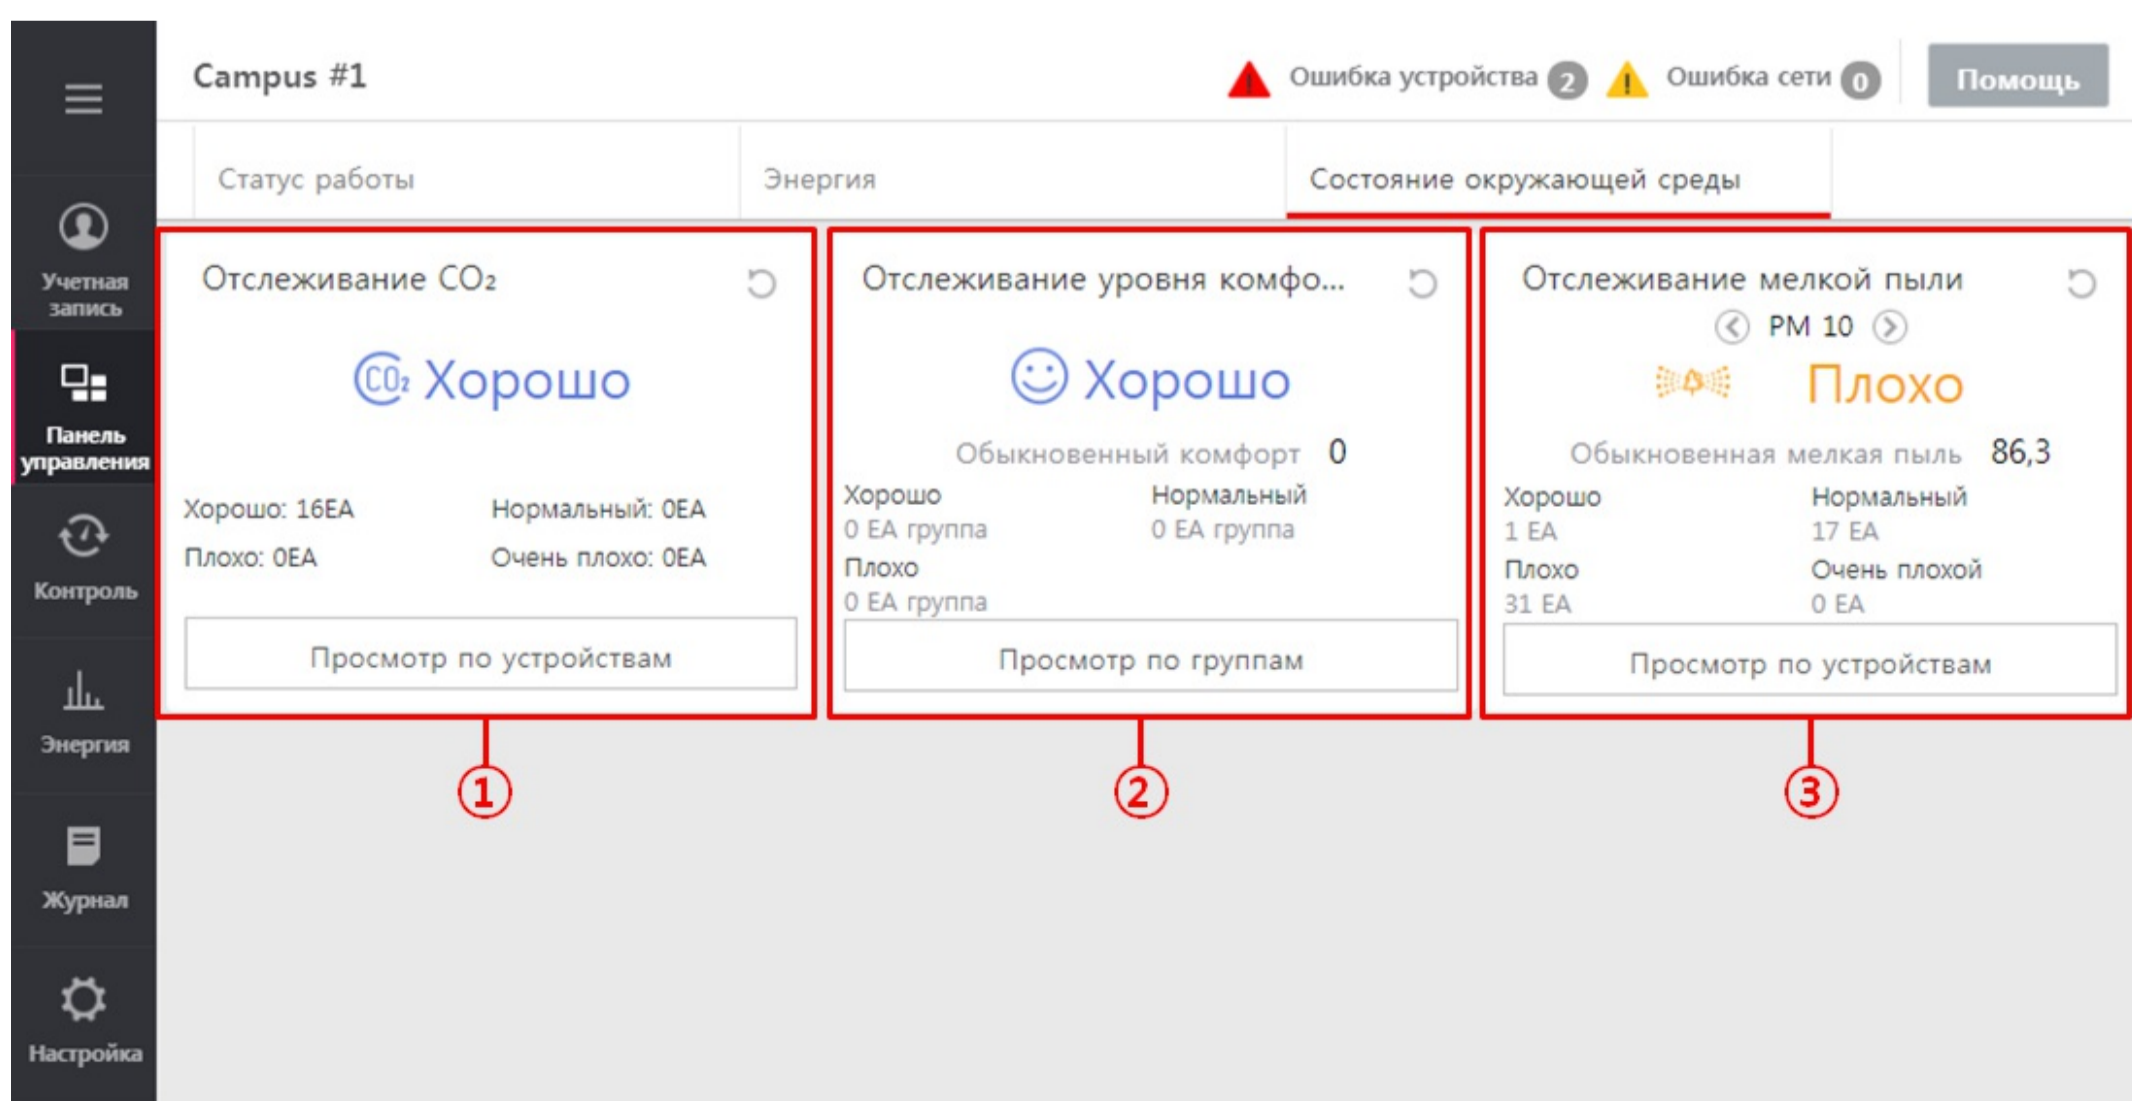 Campus #1
Ошибка устройства 2
Ошибка сети 0
Помощь
Статус работы
Энергия
Состояние окружающей среды
Учетная
запись
Панель
управления
Контроль
Энергия
Журнал
Настройка
Отслеживание CO₂
CO₂ Хорошо
Хорошо: 16EA
Нормальный: 0EA
Плохо: 0EA
Очень плохо: 0EA
Просмотр по устройствам
1
Отслеживание уровня комфо...
Хорошо
Обыкновенный комфорт 0
Хорошо
Нормальный
0 EA группа
0 EA группа
Плохо
0 EA группа
Просмотр по группам
2
Отслеживание мелкой пыли
PM 10
Плохо
Обыкновенная мелкая пыль 86,3
Хорошо
Нормальный
1 EA
17 EA
Плохо
Очень плохой
31 EA
0 EA
Просмотр по устройствам
3